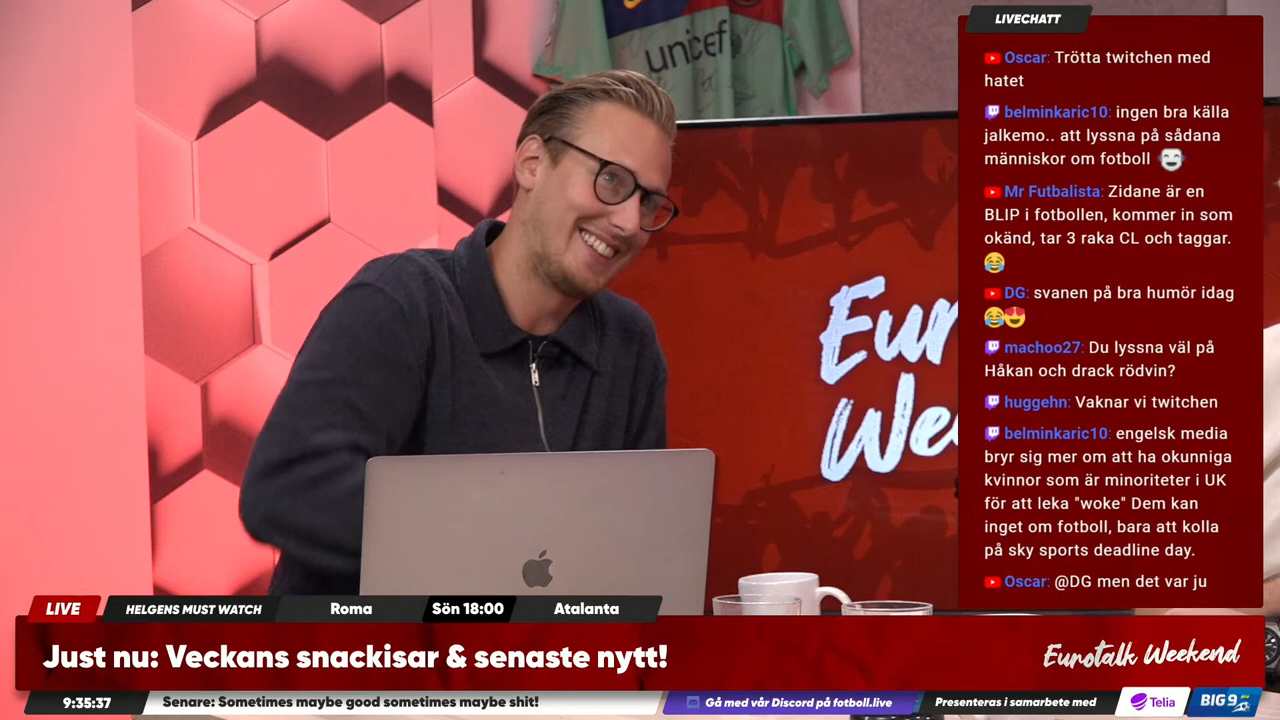 unicef
Eur
We
LIVECHATT
Oscar: Trötta twitchen med
hatet
belminkaric10: ingen bra källa
jalkemo.. att lyssna på sådana
människor om fotboll
Mr Futbalista: Zidane är en
BLIP i fotbollen, kommer in som
okänd, tar 3 raka CL och taggar.
DG: svanen på bra humör idag
machoo27: Du lyssna väl på
Håkan och drack rödvin?
huggehn: Vaknar vi twitchen
belminkaric10: engelsk media
bryr sig mer om att ha okunniga
kvinnor som är minoriteter i UK
för att leka "woke" Dem kan
inget om fotboll, bara att kolla
på sky sports deadline day.
Oscar: @DG men det var ju
LIVE HELGENS MUST WATCH Roma Sön 18:00 Atalanta
Just nu: Veckans snackisar & senaste nytt!
Eurotalk Weekend
9:35:37 Senare: Sometimes maybe good sometimes maybe shit! Gå med vår Discord på fotboll.live Presenteras i samarbete med Telia BIG9